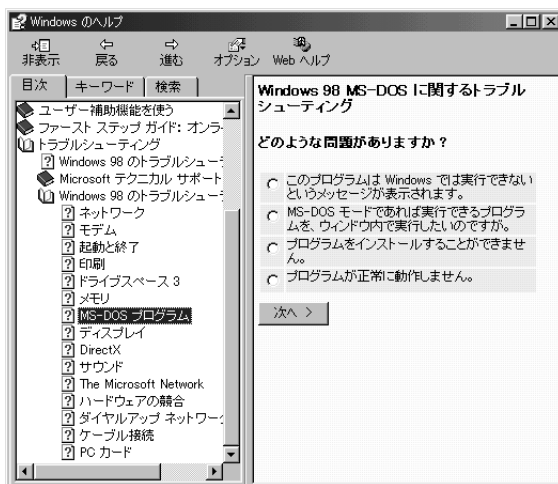 Windows のヘルプ
非表示 戻る 進む オプション Web ヘルプ
目次 キーワード 検索
ユーザー補助機能を使う
ファースト ステップ ガイド: オンラ
トラブルシューティング
Windows 98 のトラブルシュー
Microsoft テクニカル サポート
Windows 98 のトラブルシュー
ネットワーク
モデム
起動と終了
印刷
ドライブスペース 3
メモリ
MS-DOS プログラム
ディスプレイ
DirectX
サウンド
The Microsoft Network
ハードウェアの競合
ダイヤルアップ ネットワー
ケーブル接続
PC カード
Windows 98 MS-DOS に関するトラブル
シューティング
どのような問題がありますか？
このプログラムは Windows では実行できない
というメッセージが表示されます。
MS-DOS モードであれば実行できるプログラ
ムを、ウィンドウ内で実行したいのですが。
プログラムをインストールすることができませ
ん。
プログラムが正常に動作しません。
次へ >